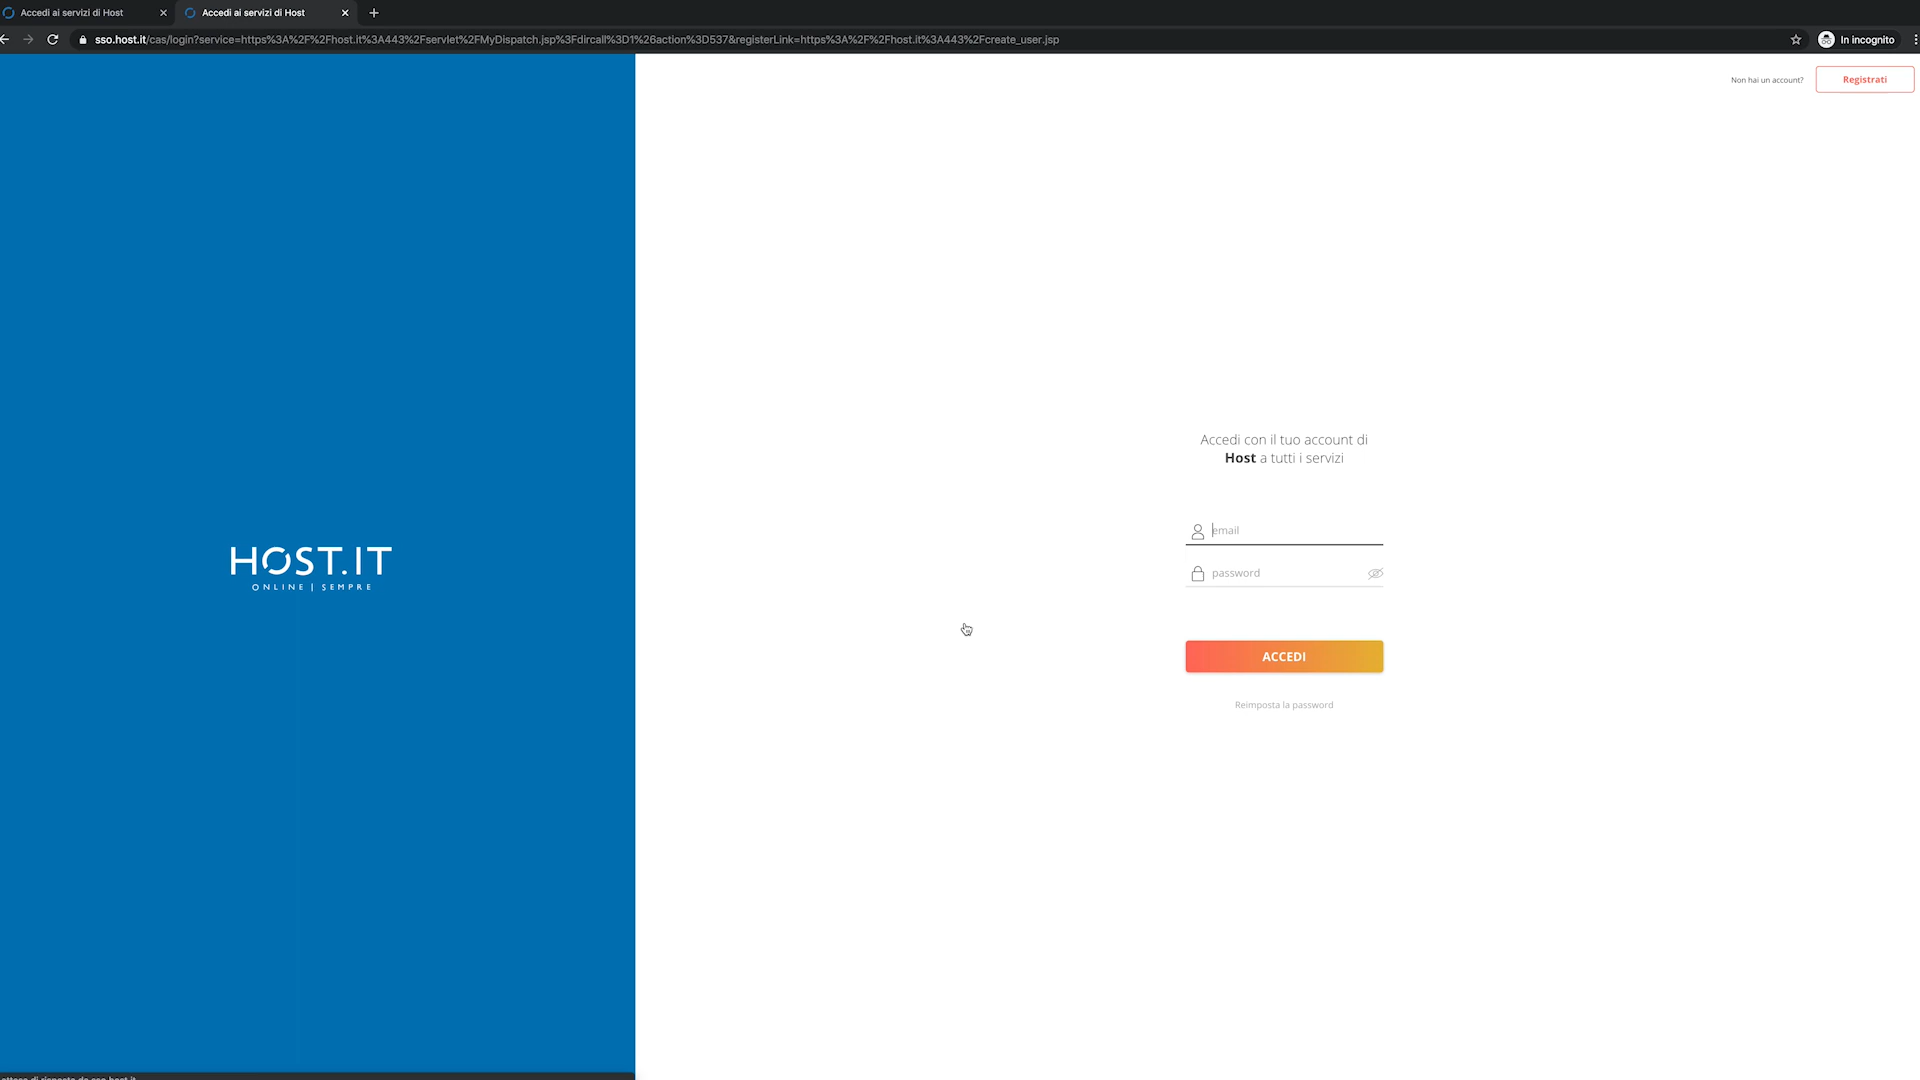 Accedi ai servizi di Host
Accedi ai servizi di Host
sso.host.it/cas/login?service=https%3A%2F%2Fhost.it%3A443%2Fservlet%2FMyDispatch.jsp%3Fdircall%3D1%26action%3D537&registerLink=https%3A%2F%2Fhost.it%3A443%2Fcreate_user.jsp
In incognito
Non hai un account?
Registrati
Accedi con il tuo account di
Host a tutti i servizi
email
HOST.IT
ONLINE | SEMPRE
password
ACCEDI
Reimposta la password